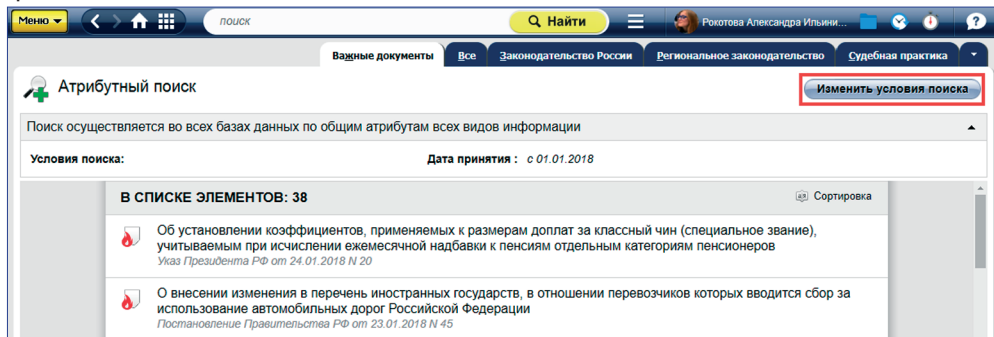 Меню
поиск
Найти
Рокотова Александра Ильини...
?
Важные документы
Все
Законодательство России
Региональное законодательство
Судебная практика
Атрибутный поиск
Изменить условия поиска
Поиск осуществляется во всех базах данных по общим атрибутам всех видов информации
Условия поиска: Дата принятия : с 01.01.2018
В СПИСКЕ ЭЛЕМЕНТОВ: 38
Сортировка
Об установлении коэффициентов, применяемых к размерам доплат за классный чин (специальное звание),
учитываемым при исчислении ежемесячной надбавки к пенсиям отдельным категориям пенсионеров
Указ Президента РФ от 24.01.2018 N 20
О внесении изменения в перечень иностранных государств, в отношении перевозчиков которых вводится сбор за
использование автомобильных дорог Российской Федерации
Постановление Правительства РФ от 23.01.2018 N 45